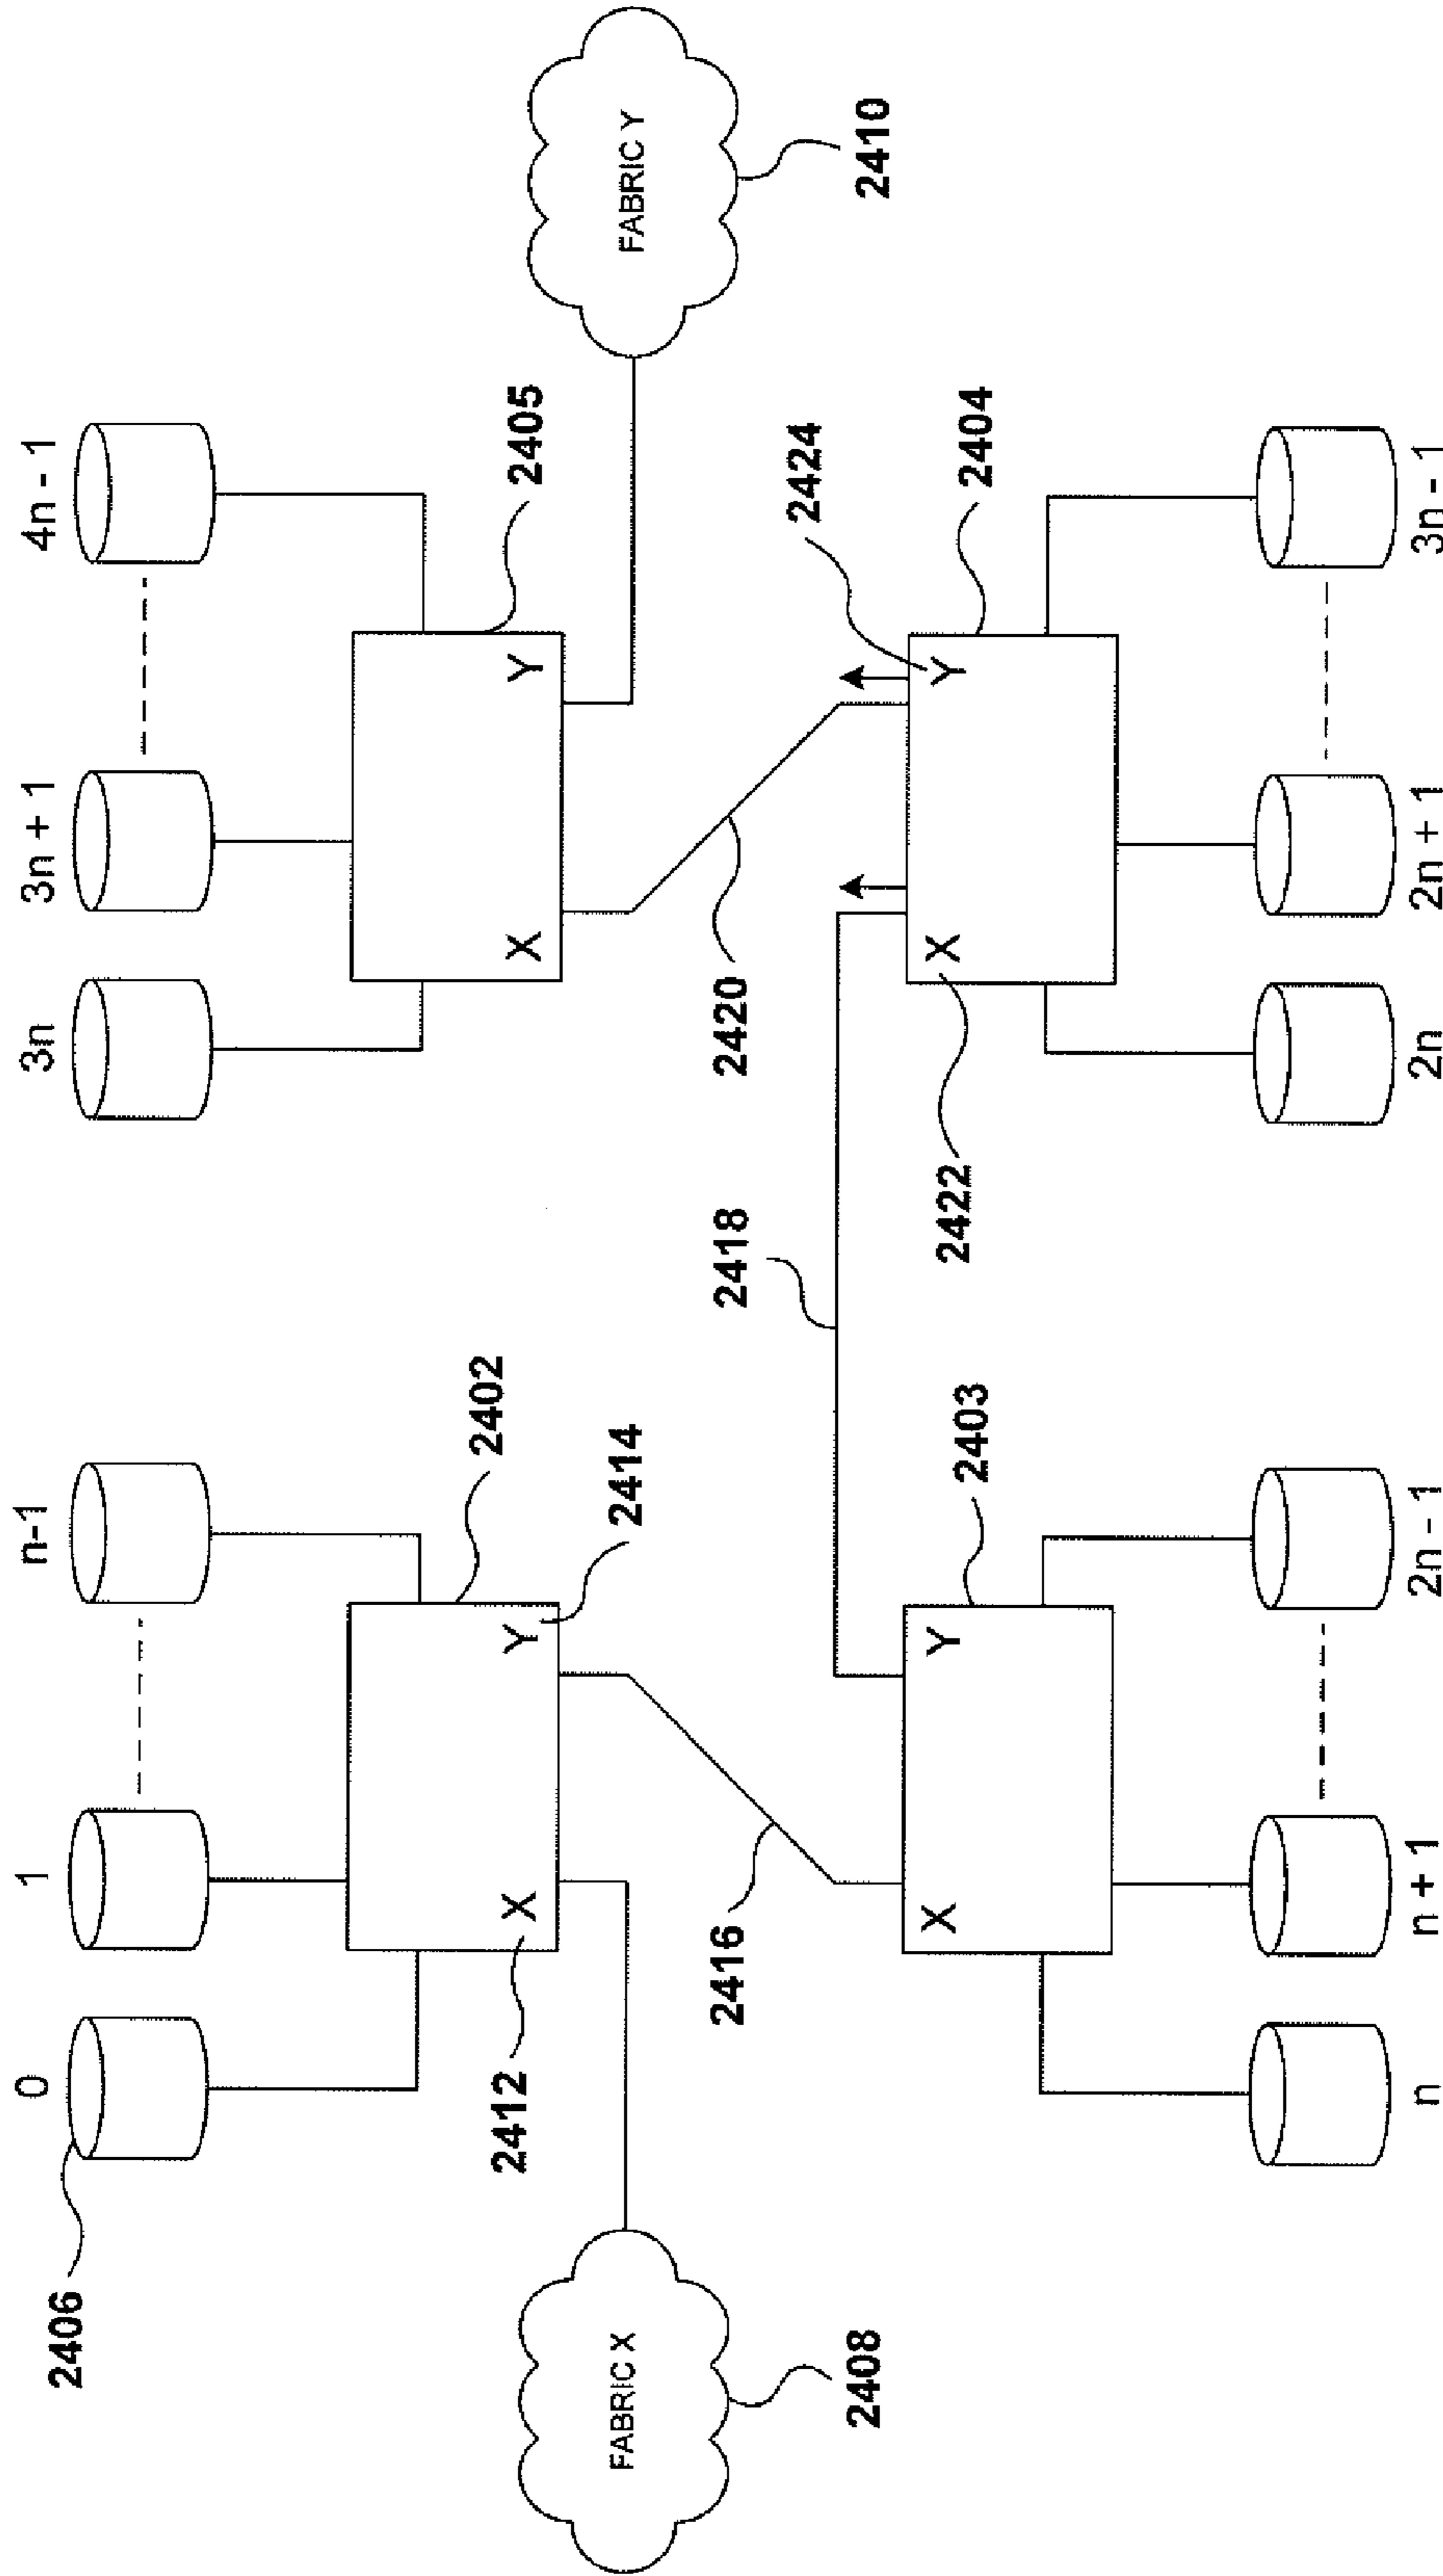 0
1
n-1
3n
3n + 1
4n - 1
2406
2402
2405
X
Y
X
Y
2412
2414
FABRIC X
FABRIC Y
2408
2410
2416
2418
2420
2403
2422
2424
2404
X
Y
X
Y
n
n + 1
2n - 1
2n
2n + 1
3n - 1